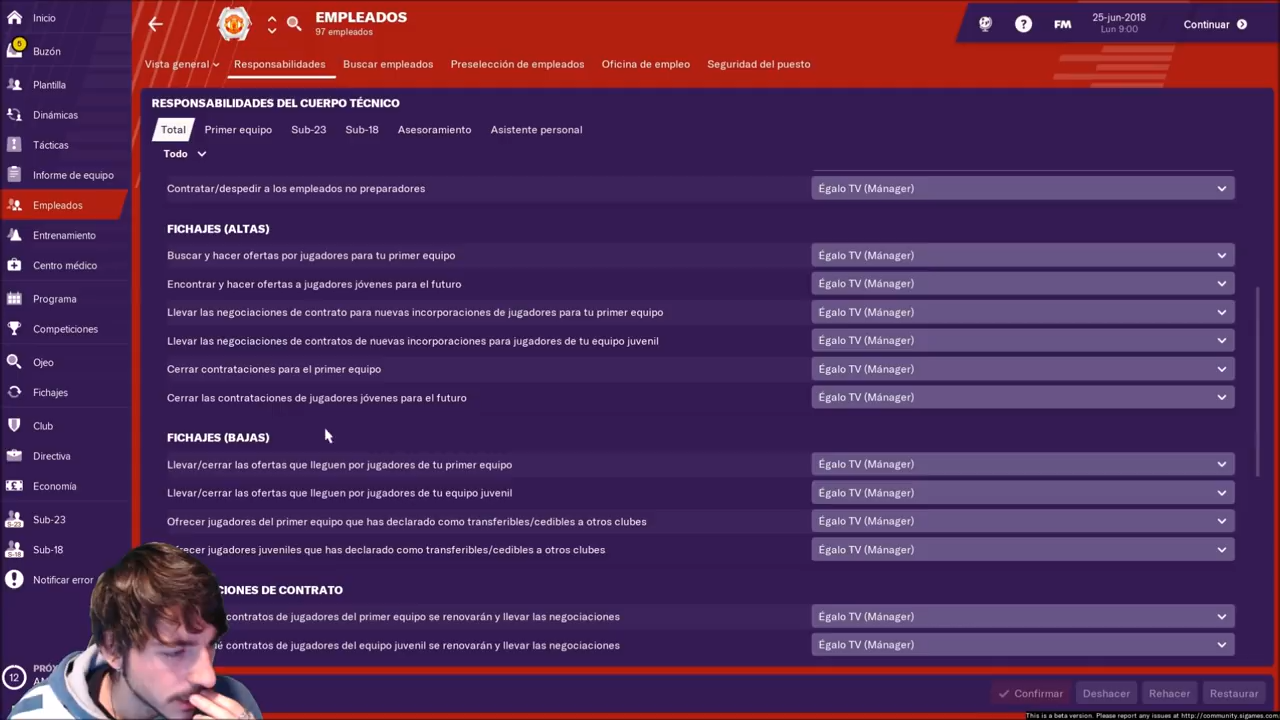 EMPLEADOS
97 empleados
FM
25-jun-2018
Lun 9:00
Continuar
Inicio
5
Buzón
Plantilla
Dinámicas
Tácticas
Informe de equipo
Empleados
Entrenamiento
Centro médico
Programa
Competiciones
Ojeo
Fichajes
Club
Directiva
Economía
S-23
Sub-23
S-18
Sub-18
Notificar error
12
Vista general
Responsabilidades
Buscar empleados
Preselección de empleados
Oficina de empleo
Seguridad del puesto
RESPONSABILIDADES DEL CUERPO TÉCNICO
Total
Primer equipo
Sub-23
Sub-18
Asesoramiento
Asistente personal
Todo
Contratar/despedir a los empleados no preparadores
Égalo TV (Mánager)
FICHAJES (ALTAS)
Buscar y hacer ofertas por jugadores para tu primer equipo
Égalo TV (Mánager)
Encontrar y hacer ofertas a jugadores jóvenes para el futuro
Égalo TV (Mánager)
Llevar las negociaciones de contrato para nuevas incorporaciones de jugadores para tu primer equipo
Égalo TV (Mánager)
Llevar las negociaciones de contratos de nuevas incorporaciones para jugadores de tu equipo juvenil
Égalo TV (Mánager)
Cerrar contrataciones para el primer equipo
Égalo TV (Mánager)
Cerrar las contrataciones de jugadores jóvenes para el futuro
Égalo TV (Mánager)
FICHAJES (BAJAS)
Llevar/cerrar las ofertas que lleguen por jugadores de tu primer equipo
Égalo TV (Mánager)
Llevar/cerrar las ofertas que lleguen por jugadores de tu equipo juvenil
Égalo TV (Mánager)
Ofrecer jugadores del primer equipo que has declarado como transferibles/cedibles a otros clubes
Égalo TV (Mánager)
frecer jugadores juveniles que has declarado como transferibles/cedibles a otros clubes
Égalo TV (Mánager)
CIONES DE CONTRATO
contratos de jugadores del primer equipo se renovarán y llevar las negociaciones
Égalo TV (Mánager)
ué contratos de jugadores del equipo juvenil se renovarán y llevar las negociaciones
Égalo TV (Mánager)
Confirmar
Deshacer
Rehacer
Restaurar
This is a beta version. Please report any issues at http://community.sigames.com